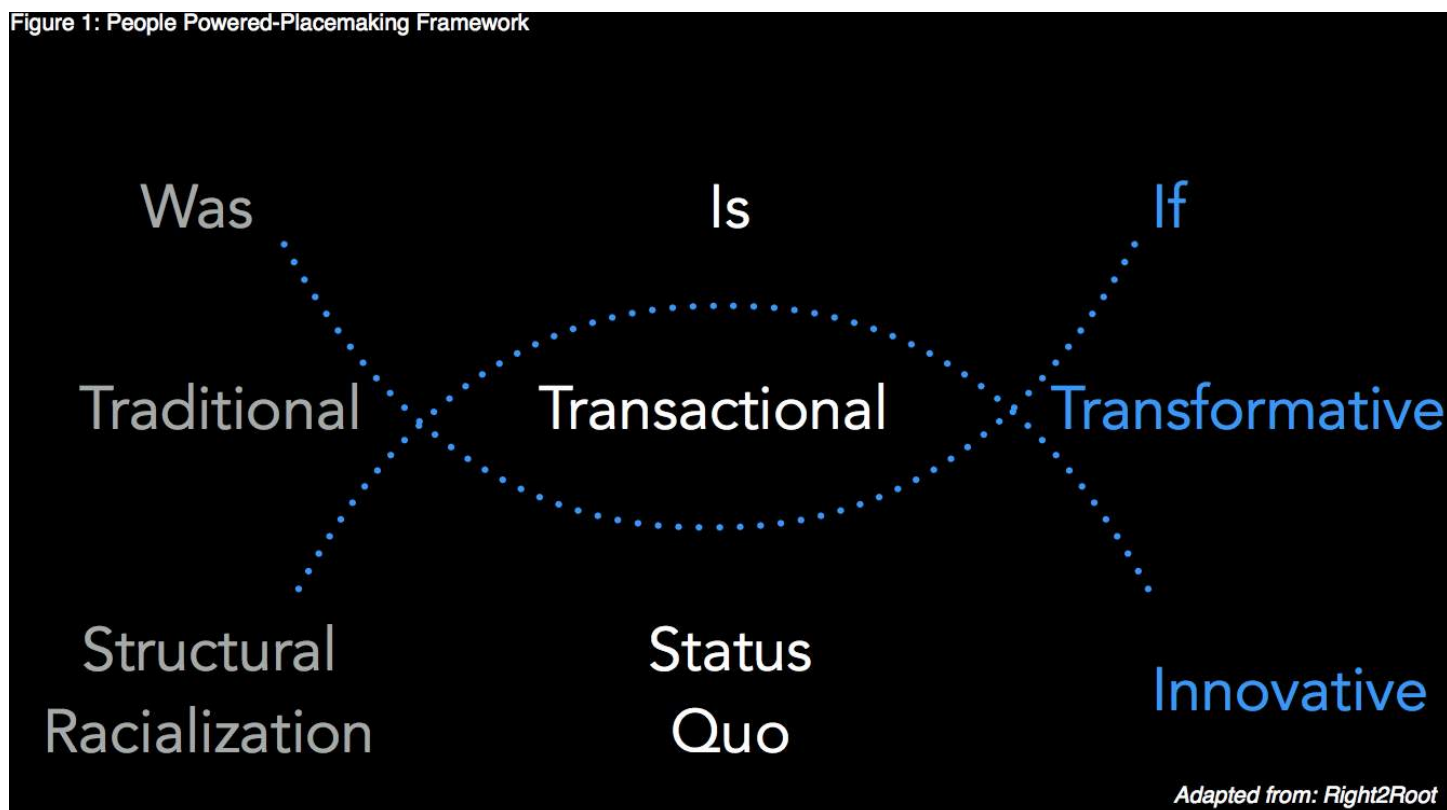 Figure 1: People Powered-Placemaking Framework
Was
Is
If
Traditional
Transactional
Transformative
Structural
Racialization
Status
Quo
Innovative
Adapted from: Right2Root